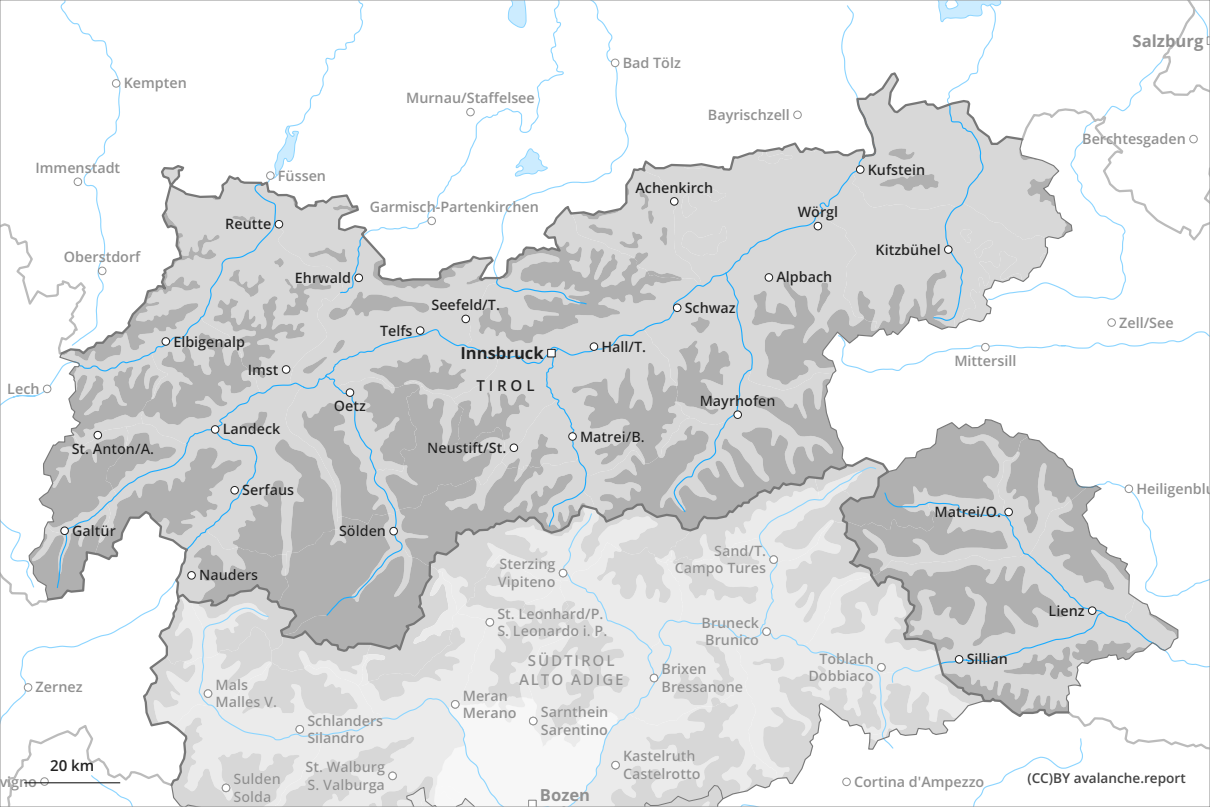 Salzburg
Bad Tölz
Kempten
Murnau/Staffelsee
Bayrischzell
Berchtesgaden
Immenstadt
Füssen
Kufstein
Achenkirch
Garmisch-Partenkirchen
Wörgl
Reutte
Kitzbühel
Oberstdorf
Ehrwald
Alpbach
Seefeld/T.
Schwaz
Telfs
Zell/See
Elbigenalp
Innsbruck
Hall/T.
Mittersill
Imst
TIROL
Lech
Oetz
Mayrhofen
Landeck
Matrei/B.
St. Anton/A.
Neustift/St.
Serfaus
Heiligenblu
Matrei/O.
Galtür
Sölden
Sand/T.
Campo Tures
Sterzing
Vipiteno
Nauders
Lienz
St. Leonhard/P.
S. Leonardo i. P.
Bruneck
Brunico
SÜDTIROL
ALTO ADIGE
Sillian
Toblach
Dobbiaco
Brixen
Bressanone
Zernez
Mals
Malles V.
Meran
Merano
Sarnthein
Sarentino
Schlanders
Silandro
Kastelruth
Castelrotto
St. Walburg
S. Valburga
20 km
vigno
Sulden
Solda
Cortina d'Ampezzo
(CC)BY avalanche.report
Bozen